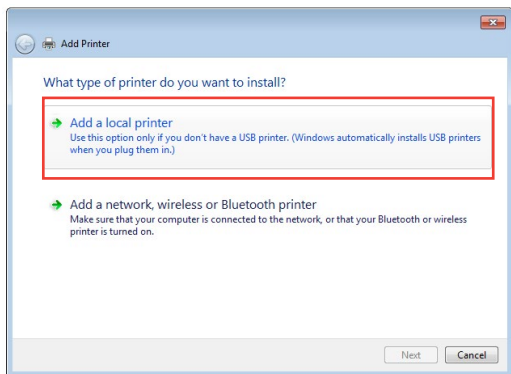 Add Printer
What type of printer do you want to install?
Add a local printer
Use this option only if you don't have a USB printer. (Windows automatically installs USB printers
when you plug them in.)
Add a network, wireless or Bluetooth printer
Make sure that your computer is connected to the network, or that your Bluetooth or wireless
printer is turned on.
Next Cancel